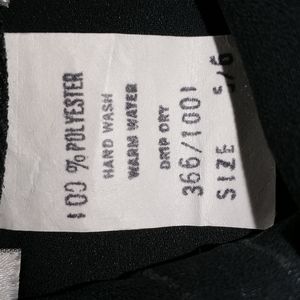 100 % POLYESTER
HAND WASH
WARM WATER
DRIP DRY
366/1001
SIZE 5/6